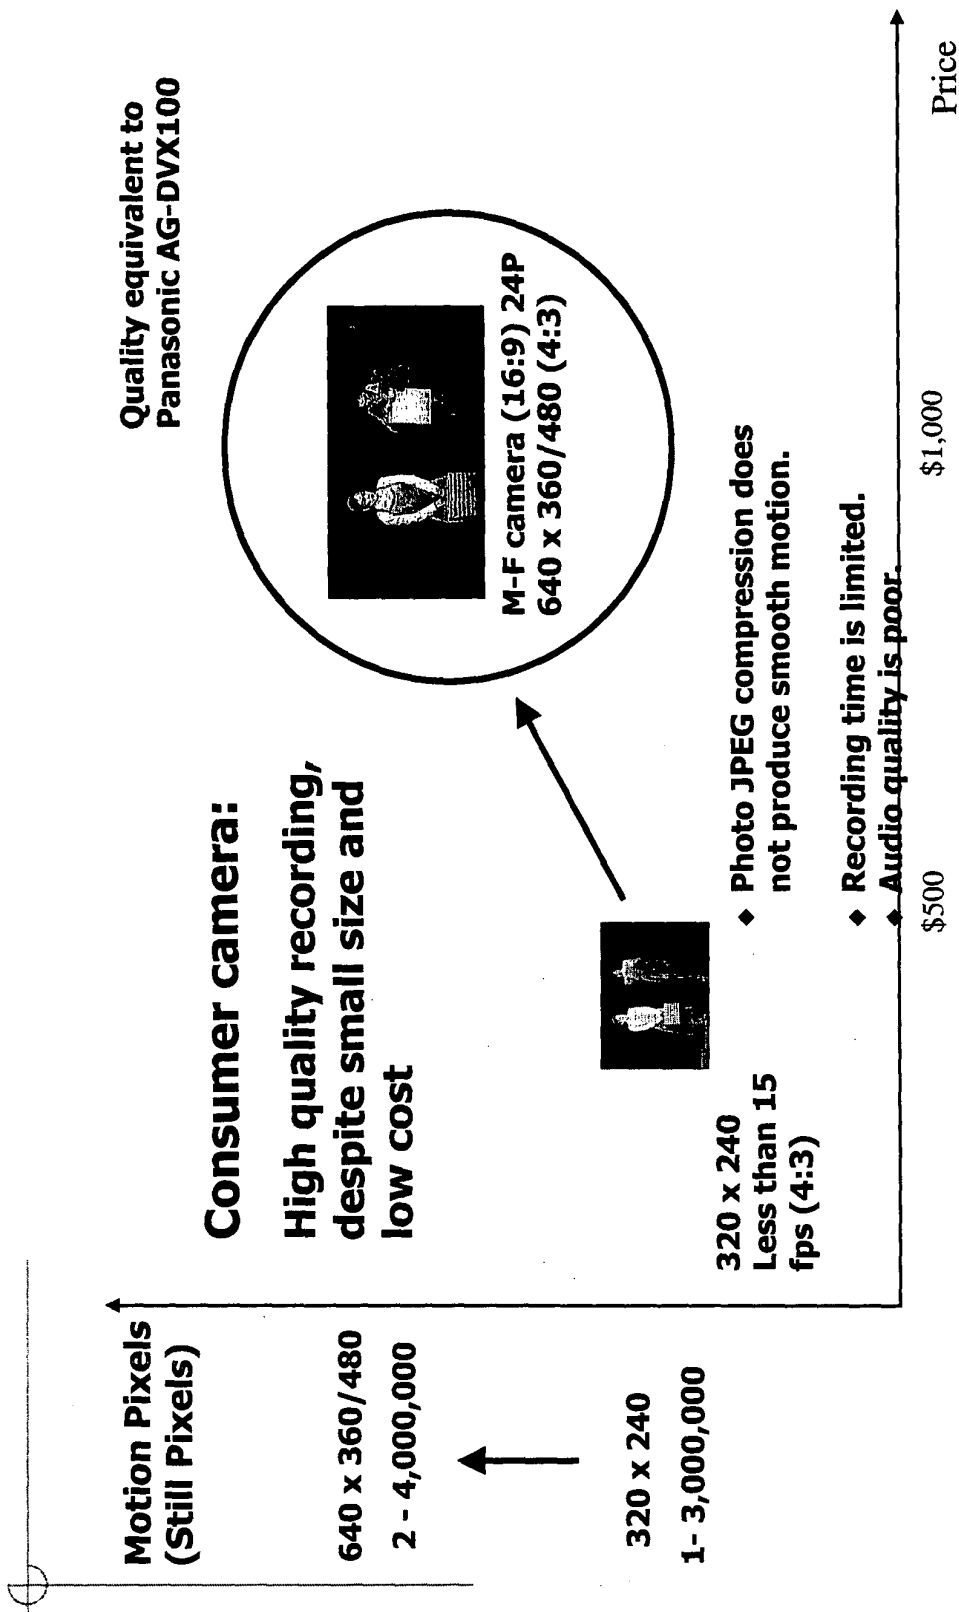 Motion Pixels
(Still Pixels)
640 x 360/480
2 - 4,000,000
320 x 240
1- 3,000,000
Consumer camera:
High quality recording,
despite small size and
low cost
Quality equivalent to
Panasonic AG-DVX100
M-F camera (16:9) 24P
640 x 360/480 (4:3)
320 x 240
Less than 15
fps (4:3)
◆ Photo JPEG compression does
not produce smooth motion.
◆ Recording time is limited.
◆ Audio quality is poor.
$500
$1,000
Price